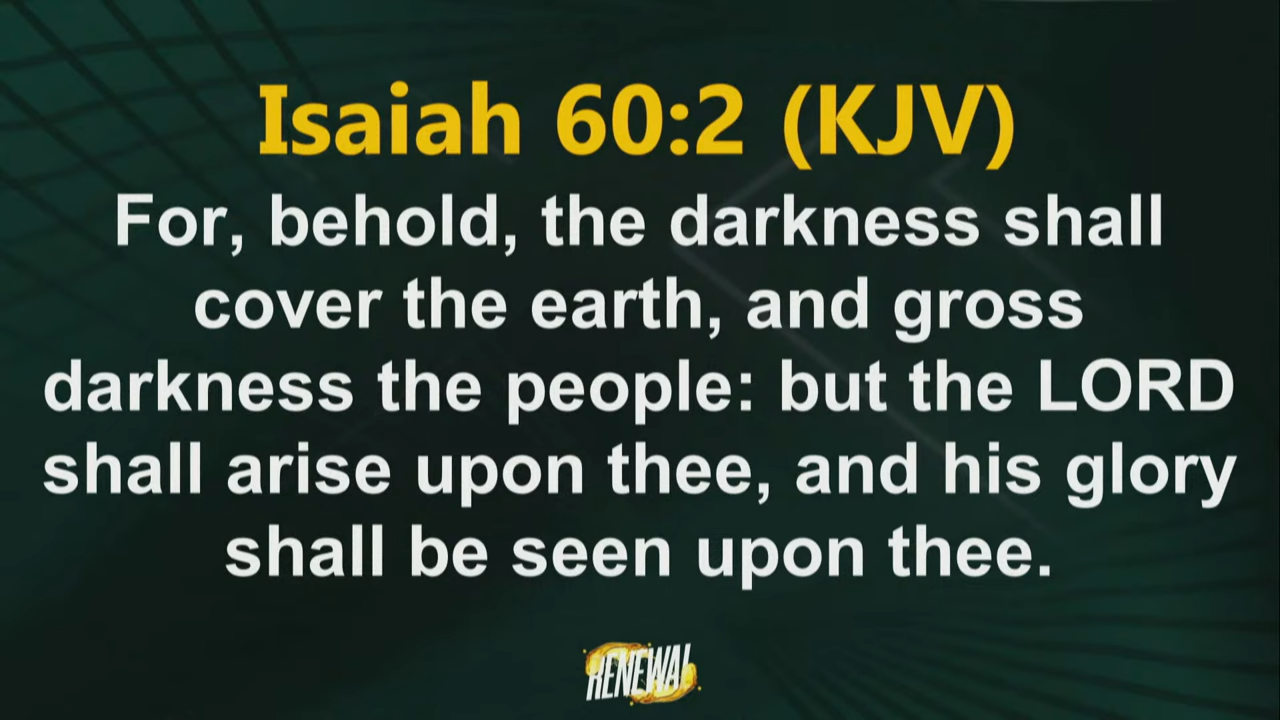 Isaiah 60:2 (KJV)
For, behold, the darkness shall
cover the earth, and gross
darkness the people: but the LORD
shall arise upon thee, and his glory
shall be seen upon thee.
RENEWAL